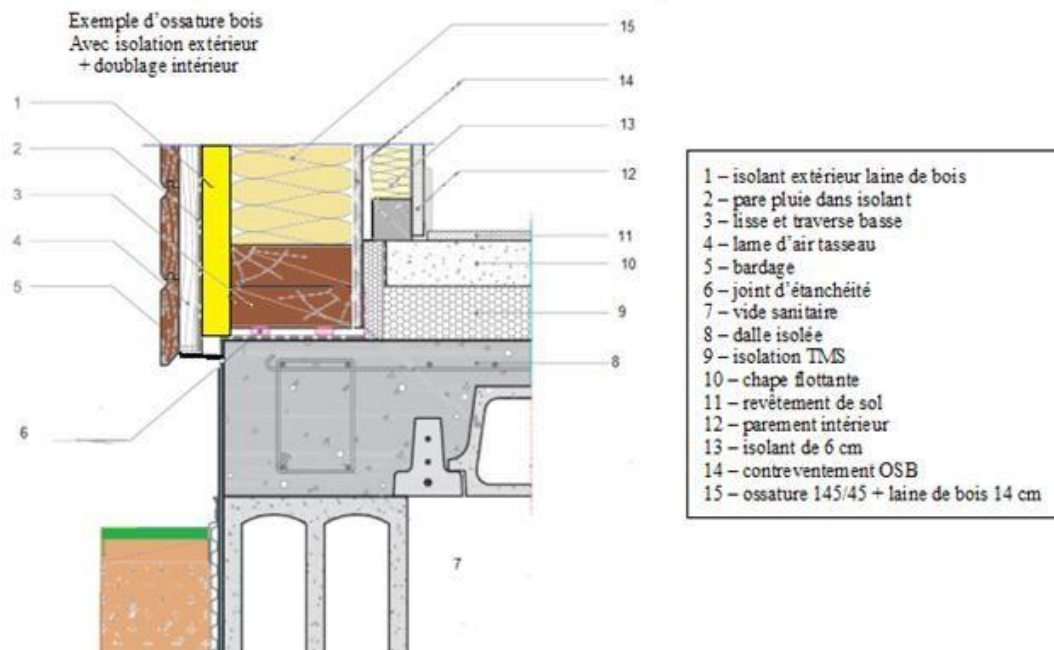 Exemple d'ossature bois
Avec isolation extérieur
+ doublage intérieur
1
2
3
4
5
6
15
14
13
12
11
10
9
8
7
1 – isolant extérieur laine de bois
2 – pare pluie dans isolant
3 – lisse et traverse basse
4 – lame d'air tasseau
5 – bardage
6 – joint d'étanchéité
7 – vide sanitaire
8 – dalle isolée
9 – isolation TMS
10 – chape flottante
11 – revêtement de sol
12 – parement intérieur
13 – isolant de 6 cm
14 – contreventement OSB
15 – ossature 145/45 + laine de bois 14 cm